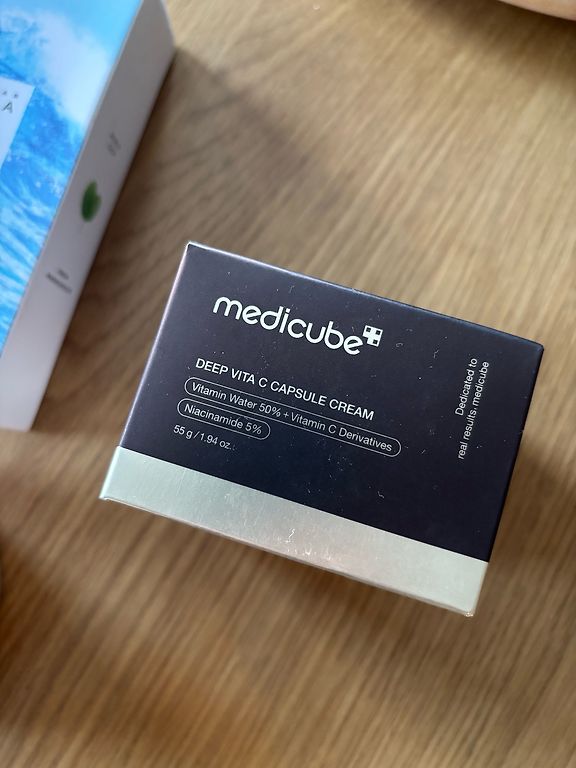 medicube
DEEP VITA C CAPSULE CREAM
Vitamin Water 50% + Vitamin C Derivatives
Niacinamide 5%
55 g / 1.94 oz.
Dedicated to
real results, medicube